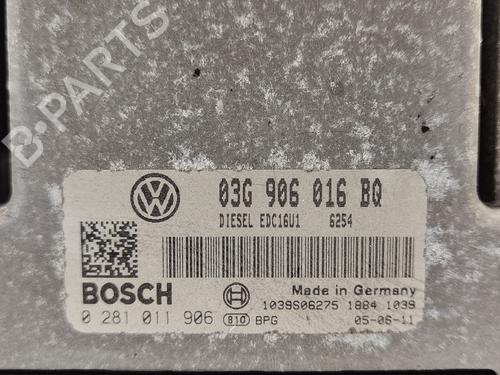 B-PARTS
03G 906 016 BQ
DIESEL EDC16U1 6254
BOSCH
Made in Germany
1039S06275 1884 1039
0 281 011 906
810 BPG
05-06-11